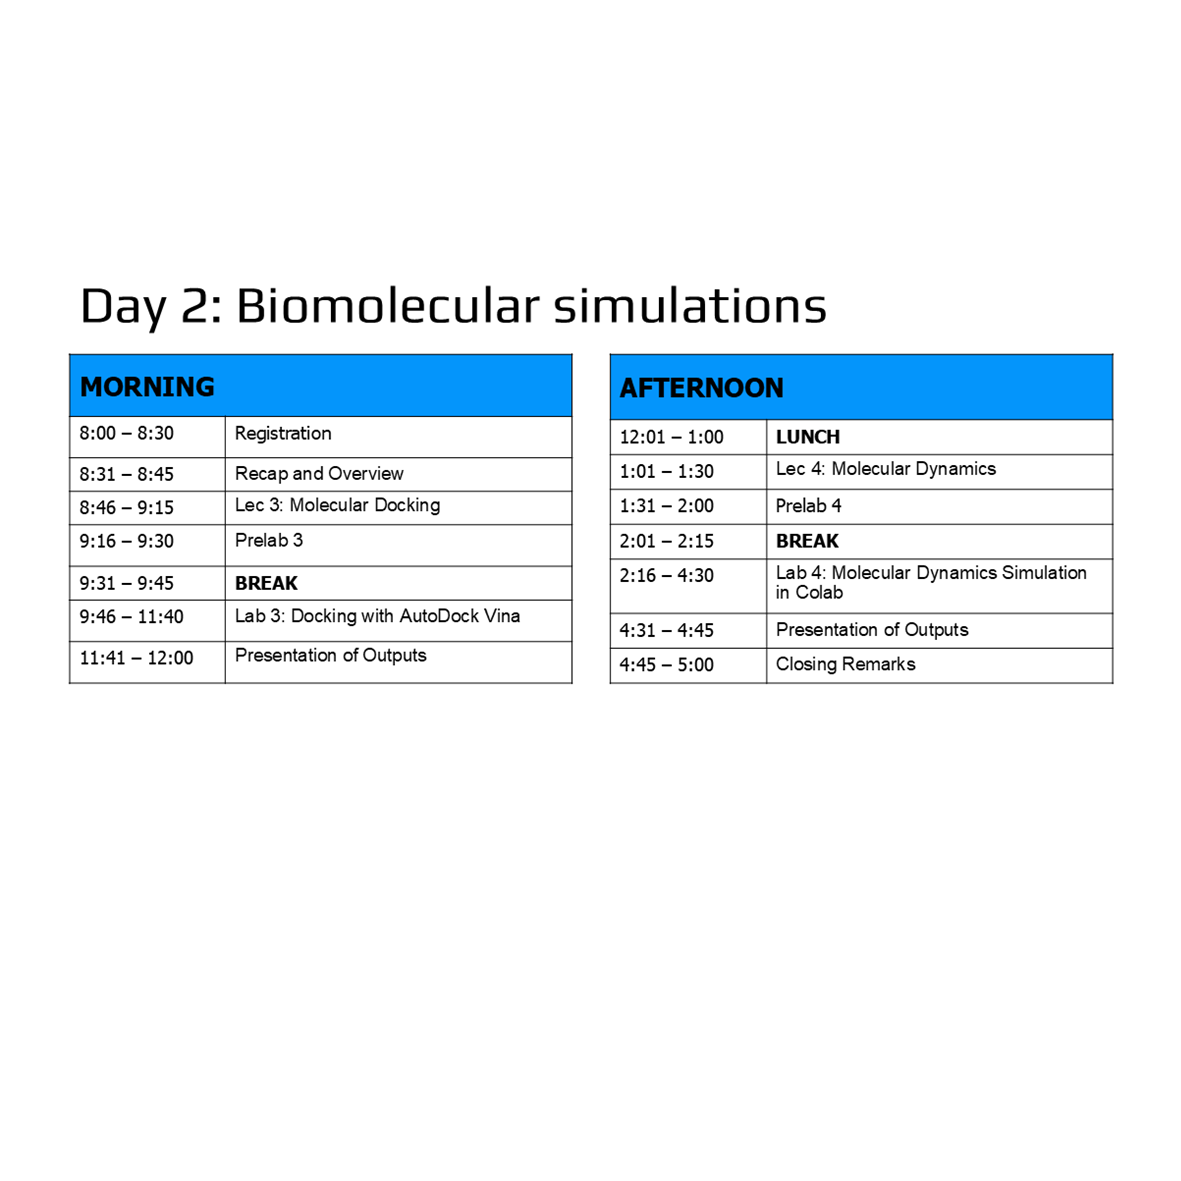 Day 2: Biomolecular simulations
MORNING
8:00 – 8:30 Registration
8:31 – 8:45 Recap and Overview
8:46 – 9:15 Lec 3: Molecular Docking
9:16 – 9:30 Prelab 3
9:31 – 9:45 BREAK
9:46 – 11:40 Lab 3: Docking with AutoDock Vina
11:41 – 12:00 Presentation of Outputs
AFTERNOON
12:01 – 1:00 LUNCH
1:01 – 1:30 Lec 4: Molecular Dynamics
1:31 – 2:00 Prelab 4
2:01 – 2:15 BREAK
2:16 – 4:30 Lab 4: Molecular Dynamics Simulation
in Colab
4:31 – 4:45 Presentation of Outputs
4:45 – 5:00 Closing Remarks